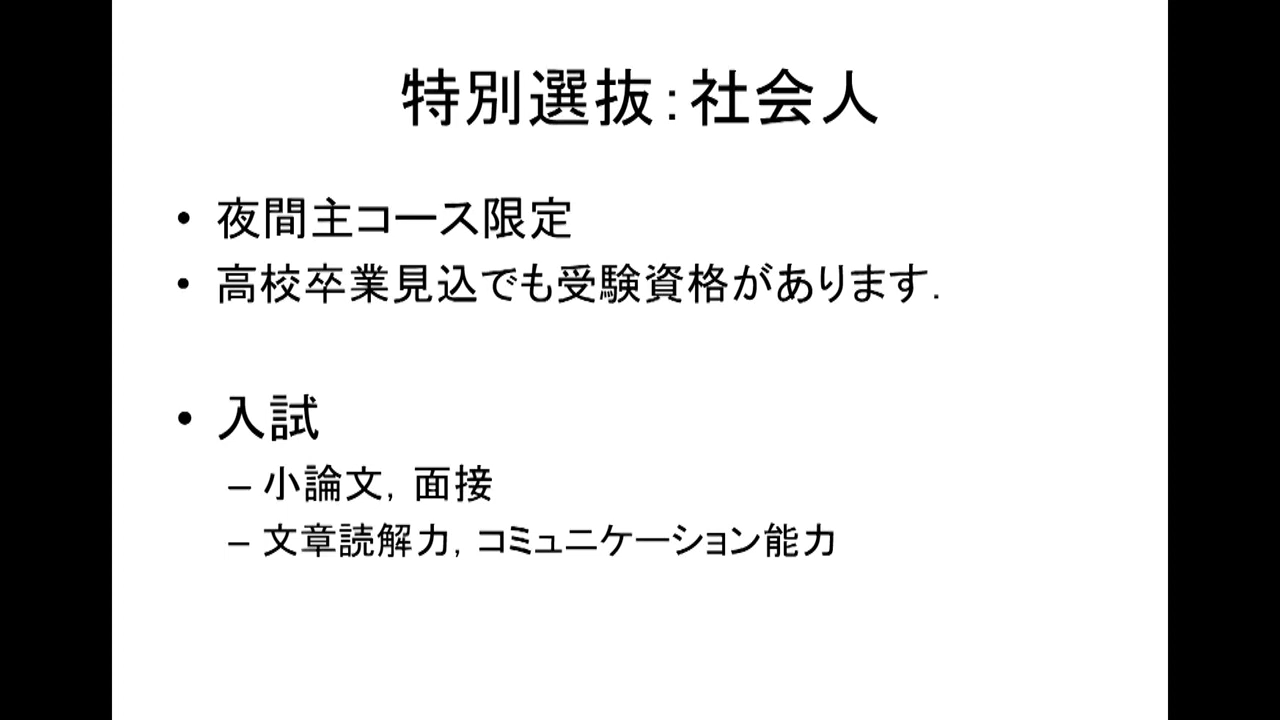 特別選抜：社会人
• 夜間主コース限定
• 高校卒業見込でも受験資格があります．
• 入試
– 小論文，面接
– 文章読解力，コミュニケーション能力